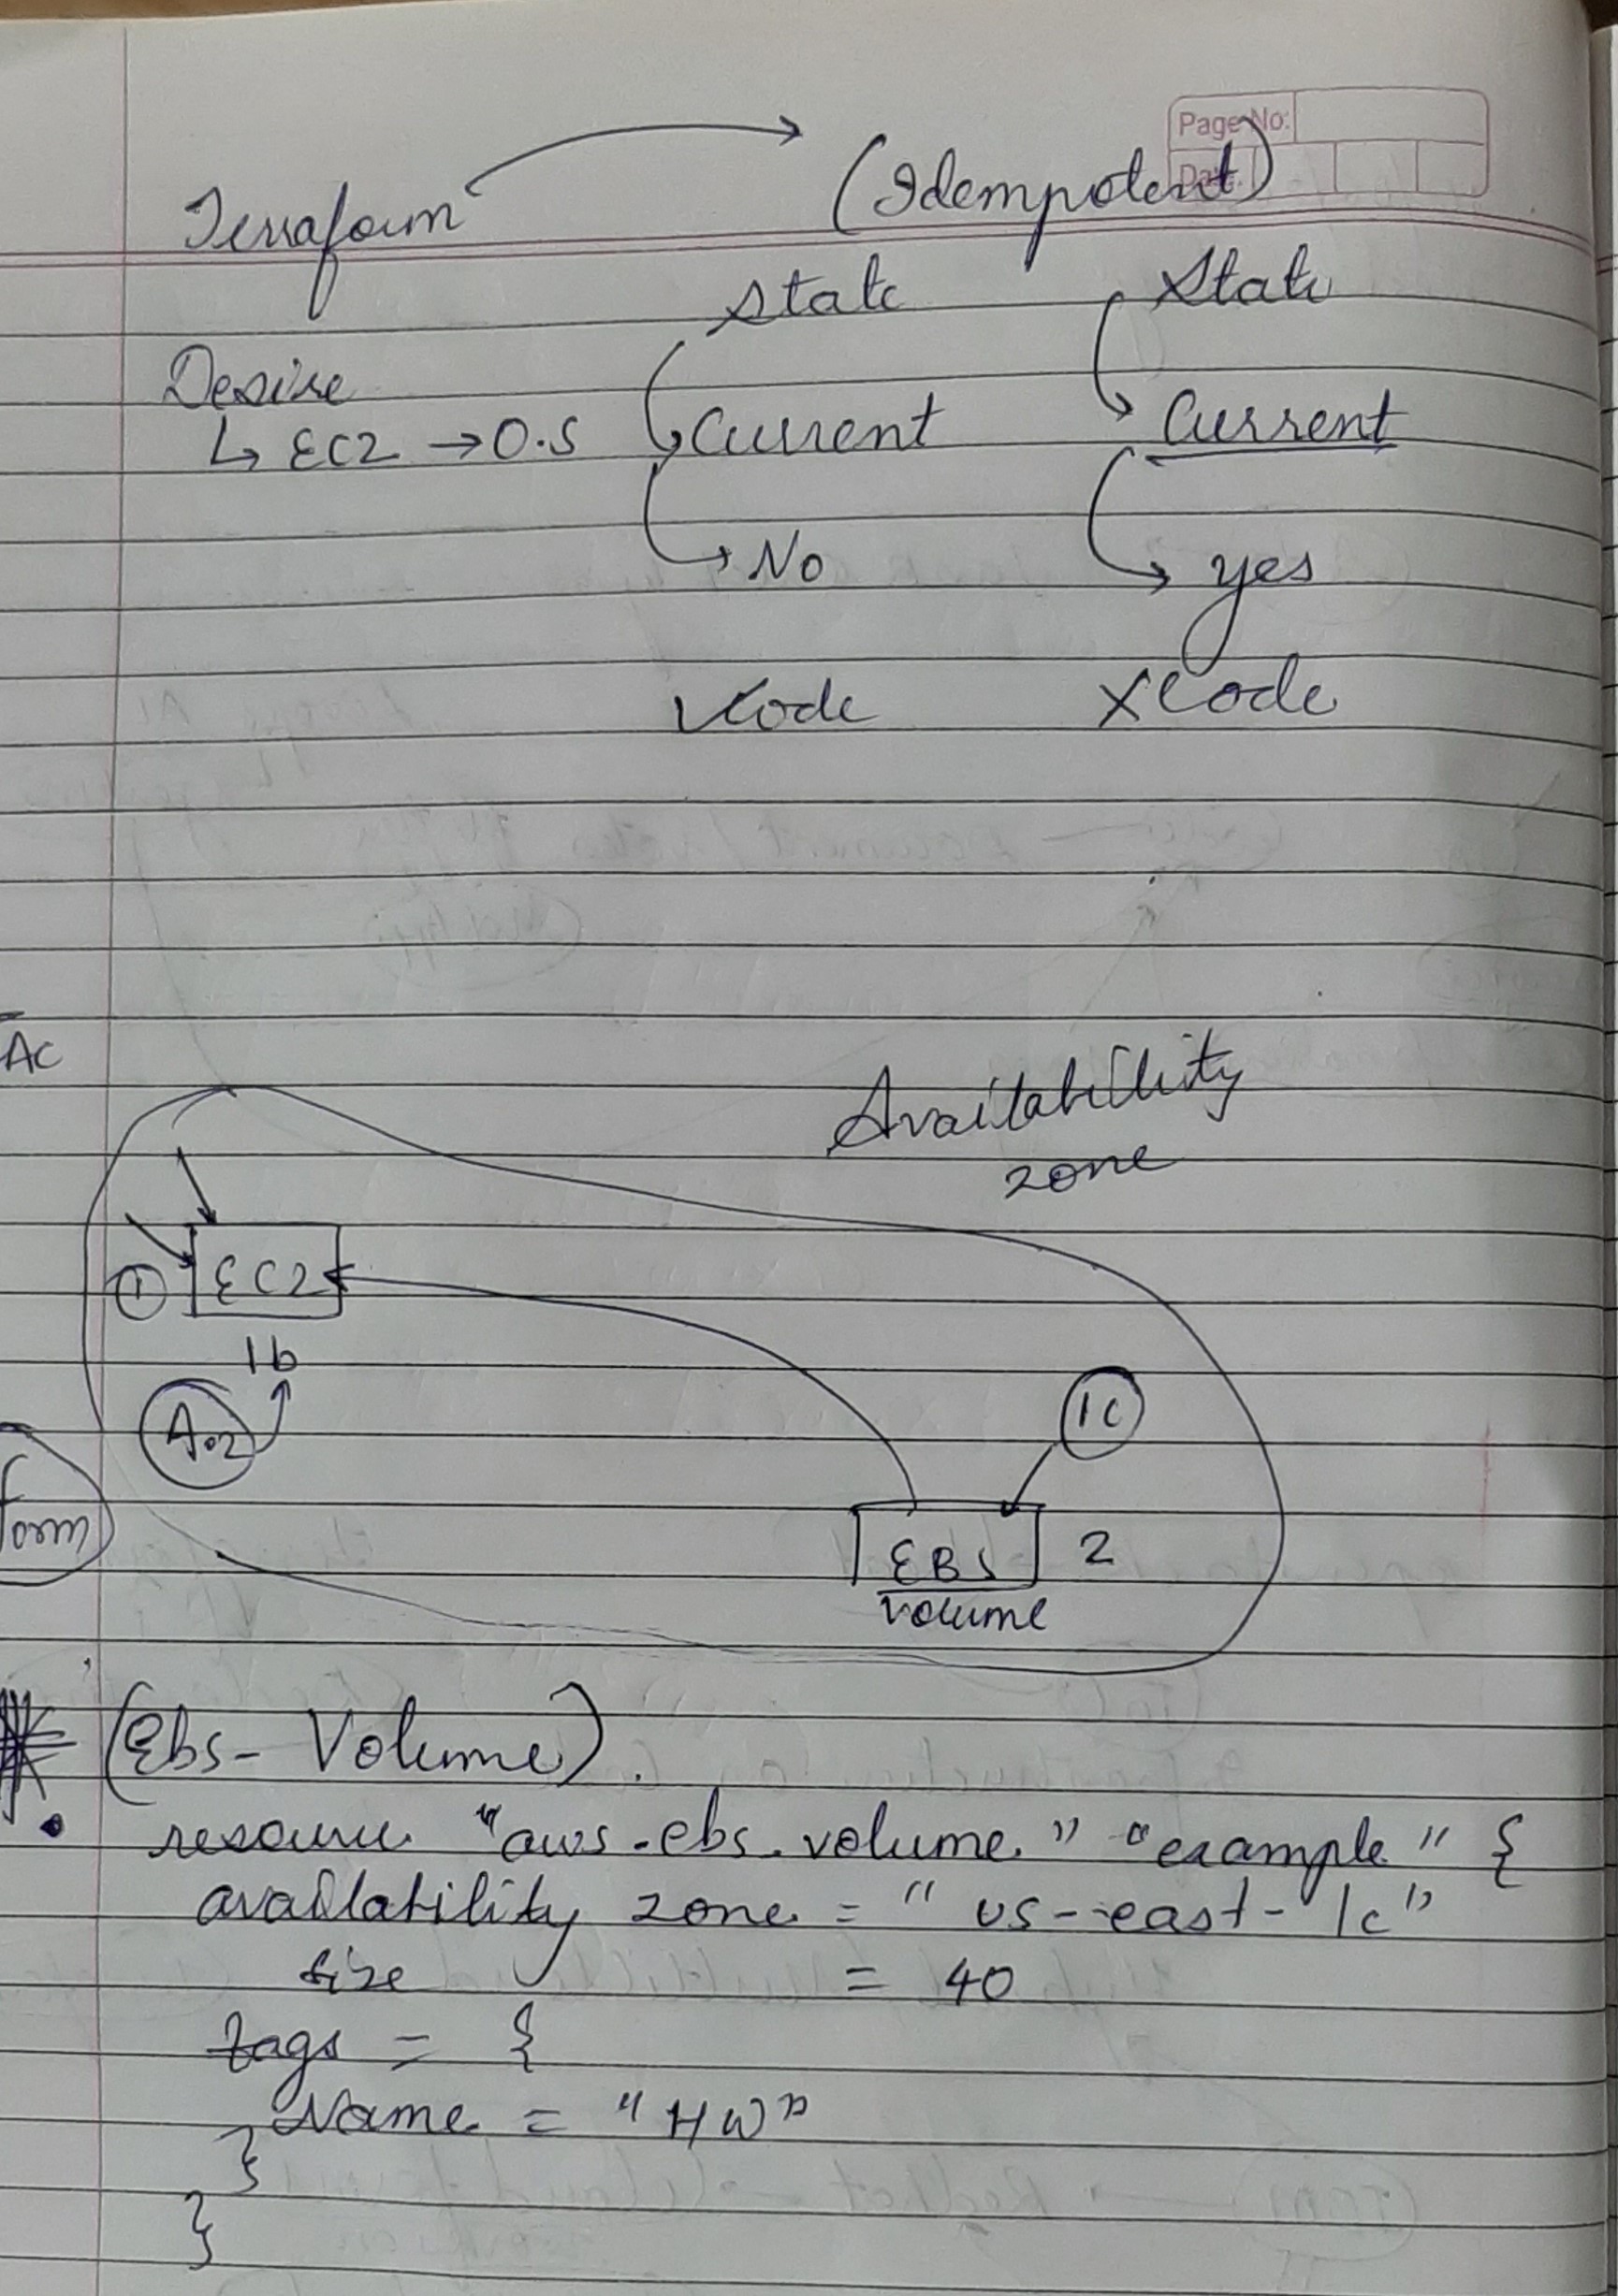 Page No:
Date.
Terraform → (Idempotent)
State State
Desire
↳ EC2 → O.S Current Current
No yes
✓Code XCode
AC
Availability
zone
① EC2
1b
A.z
1c
form
EBS 2
volume
(Ebs- Volume).
• resource "aws-ebs-volume" "example" {
availability zone = "us-east-1c"
size = 40
tags = {
Name = "HW"
}
}